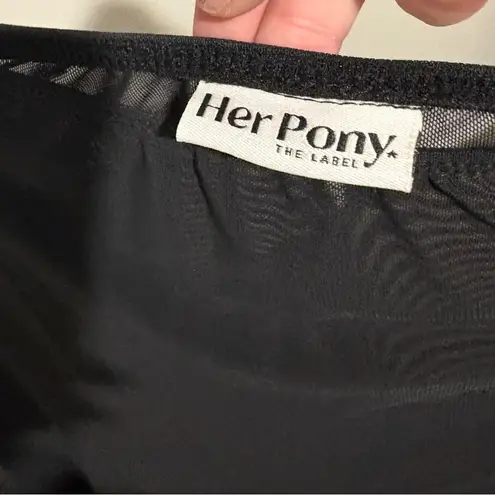 Her Pony.
THE LABEL